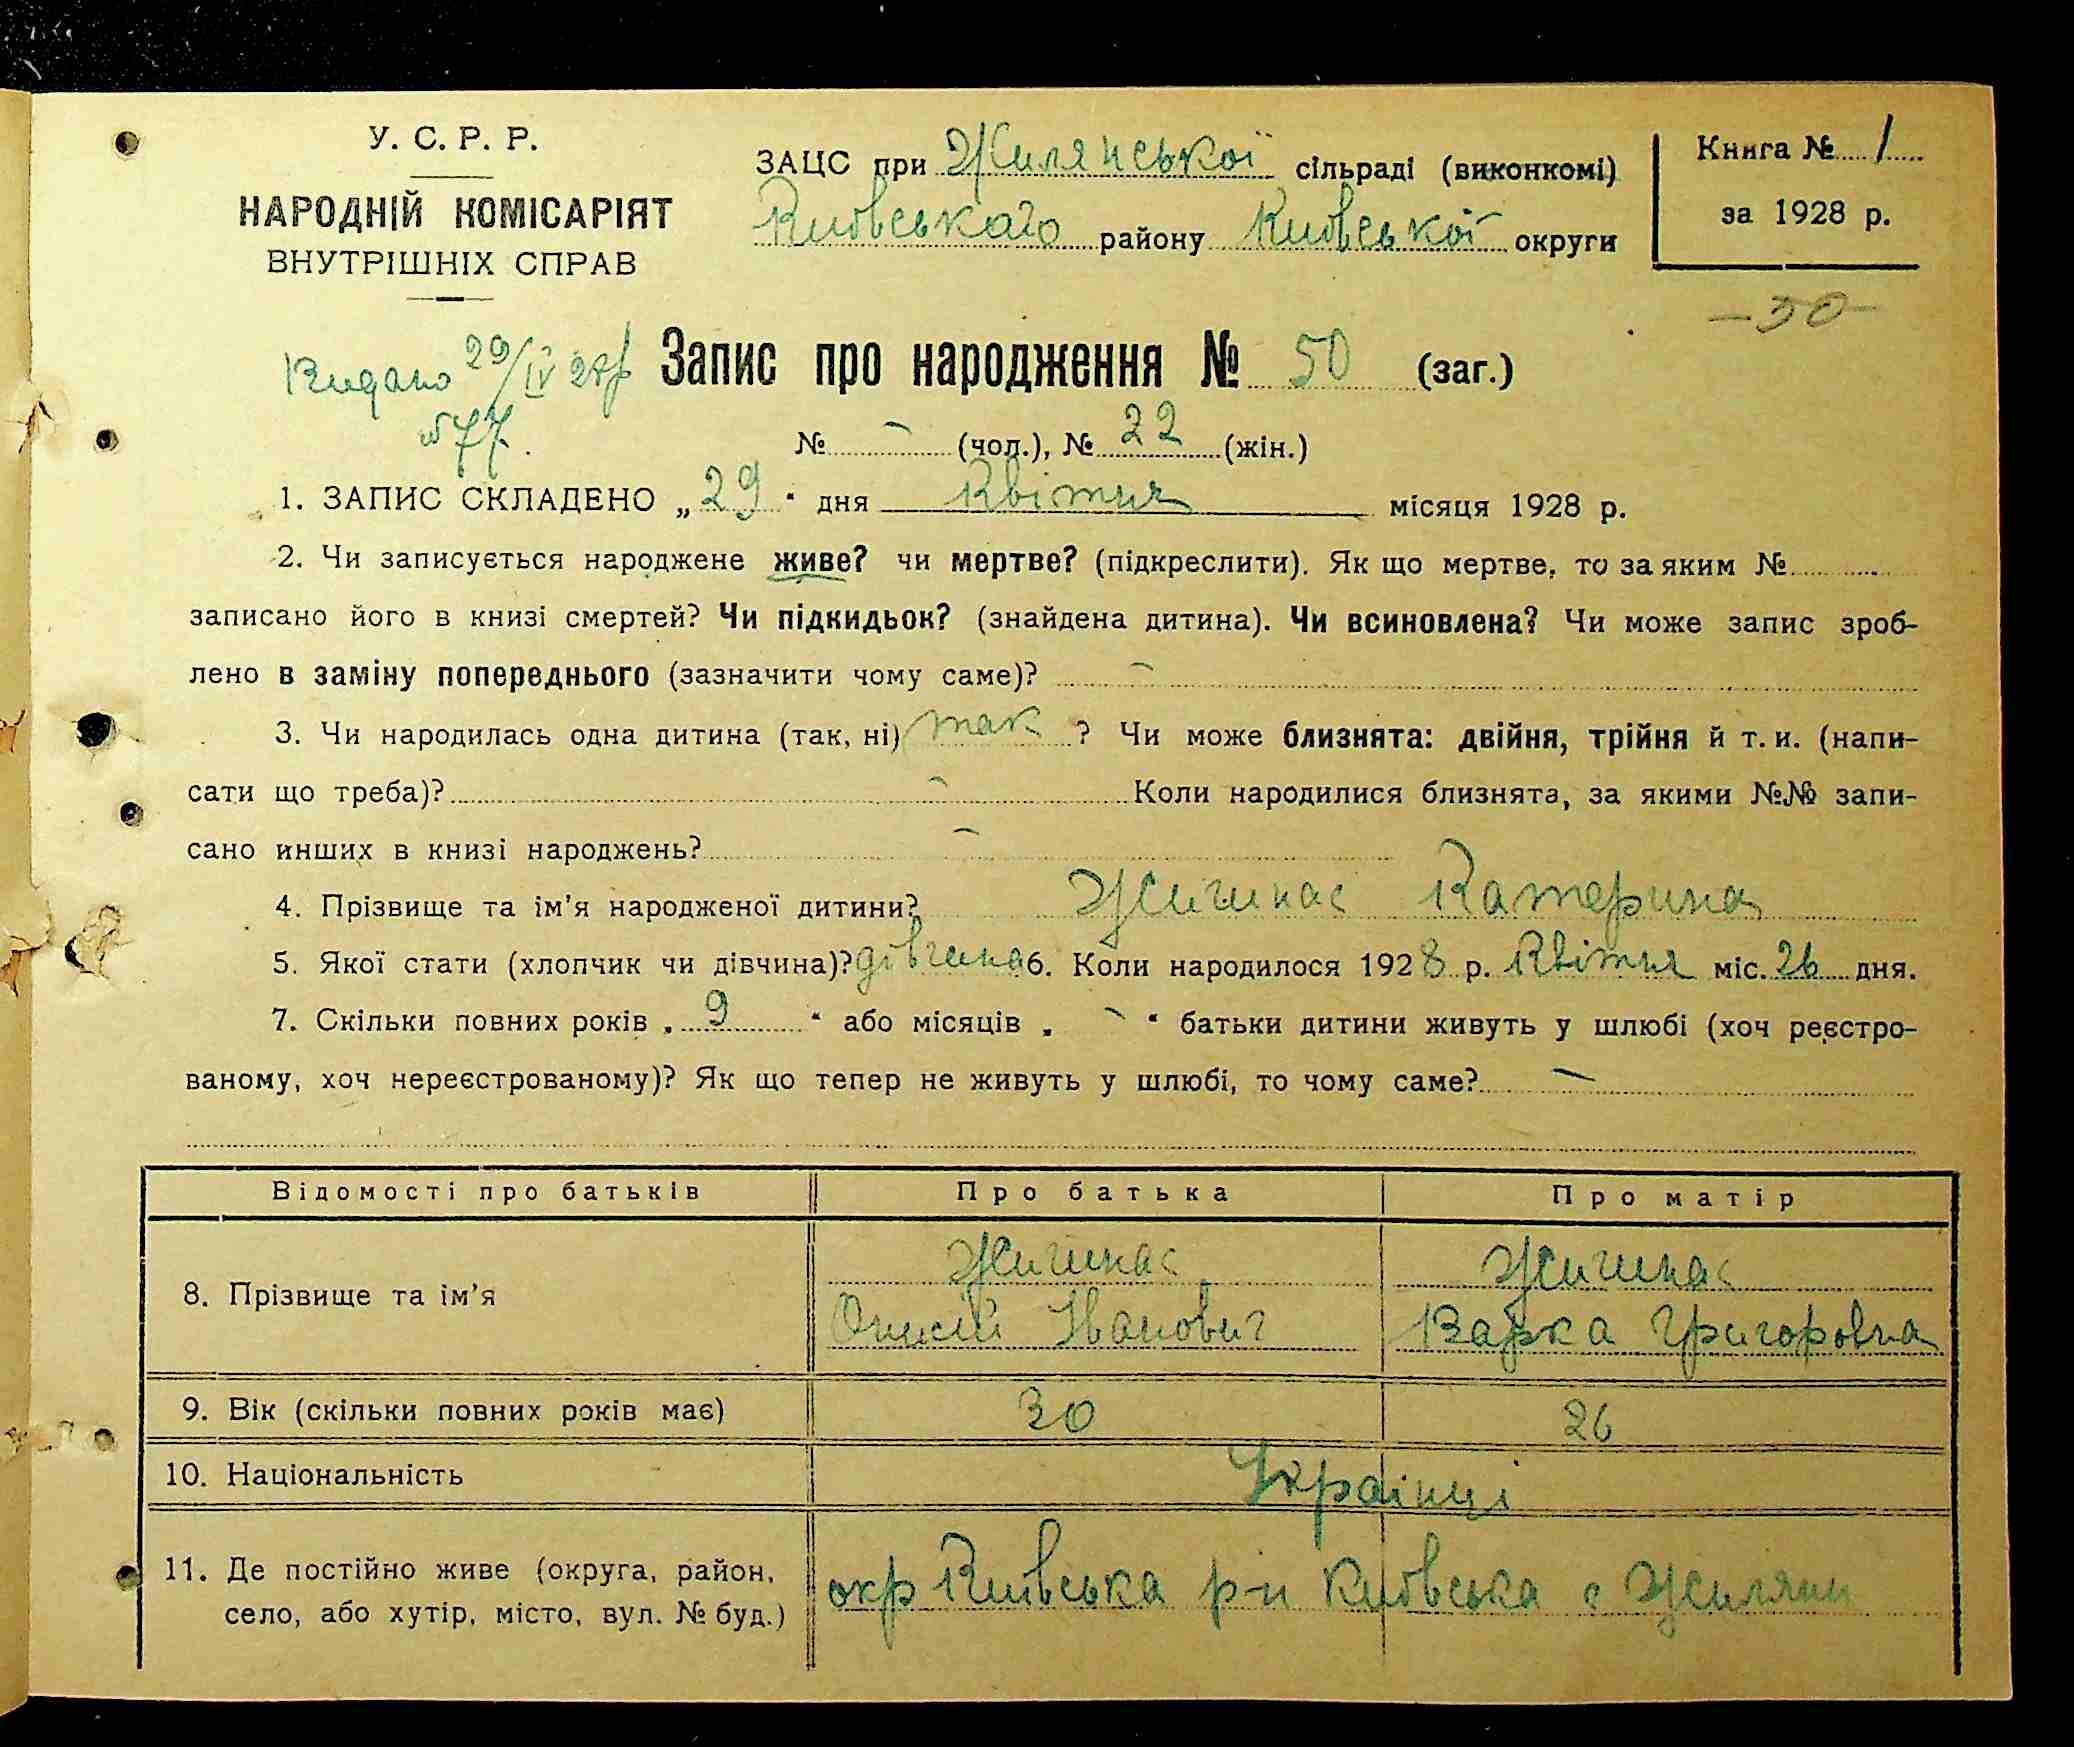 У. С. Р. Р.
НАРОДНІЙ КОМІСАРІЯТ
ВНУТРІШНІХ СПРАВ
ЗАЦС при Жилянської сільраді (виконкомі)
Київського району Київської округи
Книга № 1
за 1928 р.
-50-
Видано 29/IV 28р
№77.
Запис про народження № 50 (заг.)
№ - (чол.), № 22 (жін.)
1. ЗАПИС СКЛАДЕНО „29" дня Квітня місяця 1928 р.
2. Чи записується народжене живе? чи мертве? (підкреслити). Як що мертве, то за яким №
записано його в книзі смертей? Чи підкидьок? (знайдена дитина). Чи всиновлена? Чи може запис зроб-
лено в заміну попереднього (зазначити чому саме)? -
3. Чи народилась одна дитина (так, ні) так ? Чи може близнята: двійня, трійня й т. и. (напи-
сати що треба)? - Коли народилися близнята, за якими №№ запи-
сано инших в книзі народжень? -
4. Прізвище та ім'я народженої дитини? Катерина
5. Якої стати (хлопчик чи дівчина)? дівчина 6. Коли народилося 1928 р. Квітня міс. 26 дня.
7. Скільки повних років „9" або місяців „-" батьки дитини живуть у шлюбі (хоч реєстро-
ваному, хоч нереєстрованому)? Як що тепер не живуть у шлюбі, то чому саме? -
Відомості про батьків Про батька Про матір
8. Прізвище та ім'я
Іванович Варка Григоровна
9. Вік (скільки повних років має) 30 26
10. Національність Українці
11. Де постійно живе (округа, район,
село, або хутір, місто, вул. № буд.)
окр Київська р-н Київська с Жиляни